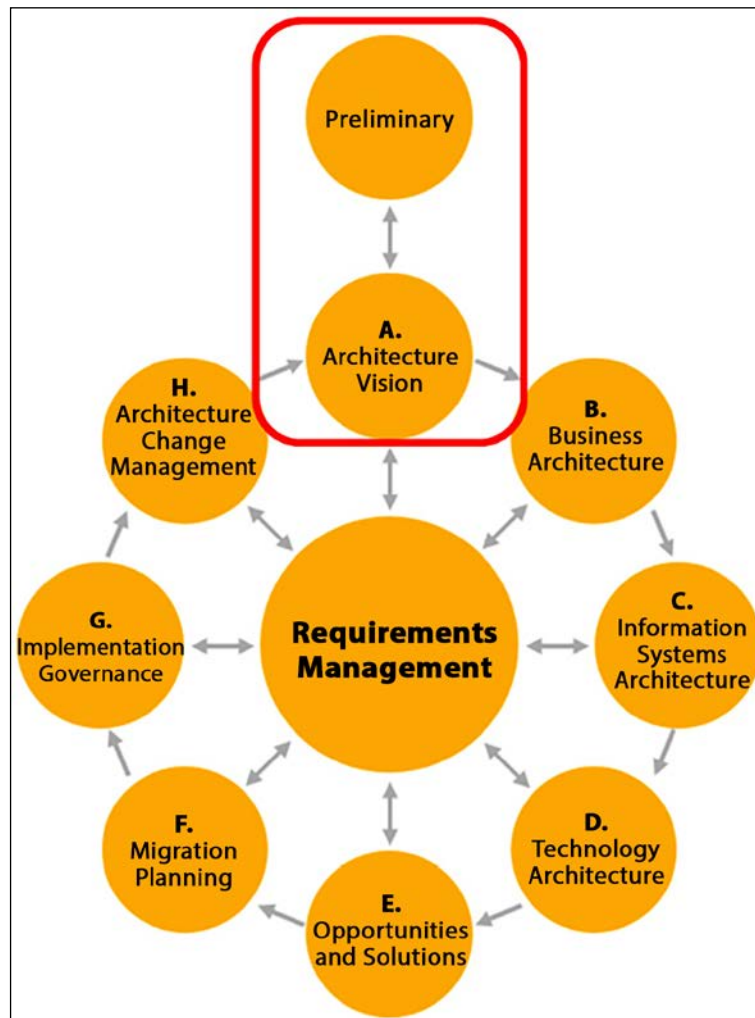 Preliminary
A.
Architecture
Vision
H.
Architecture
Change
Management
B.
Business
Architecture
G.
Implementation
Governance
Requirements
Management
C.
Information
Systems
Architecture
F.
Migration
Planning
D.
Technology
Architecture
E.
Opportunities
and Solutions